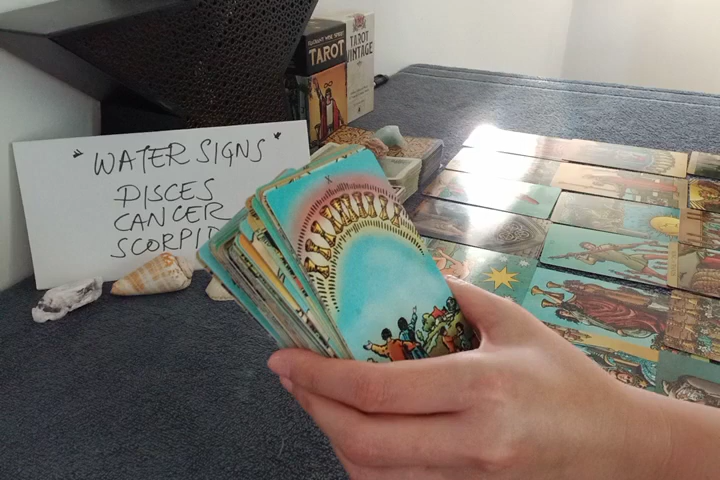 " WATER SIGNS "
PISCES
CANCER
SCORPIO
TAROT
TAROT
VINTAGE
X